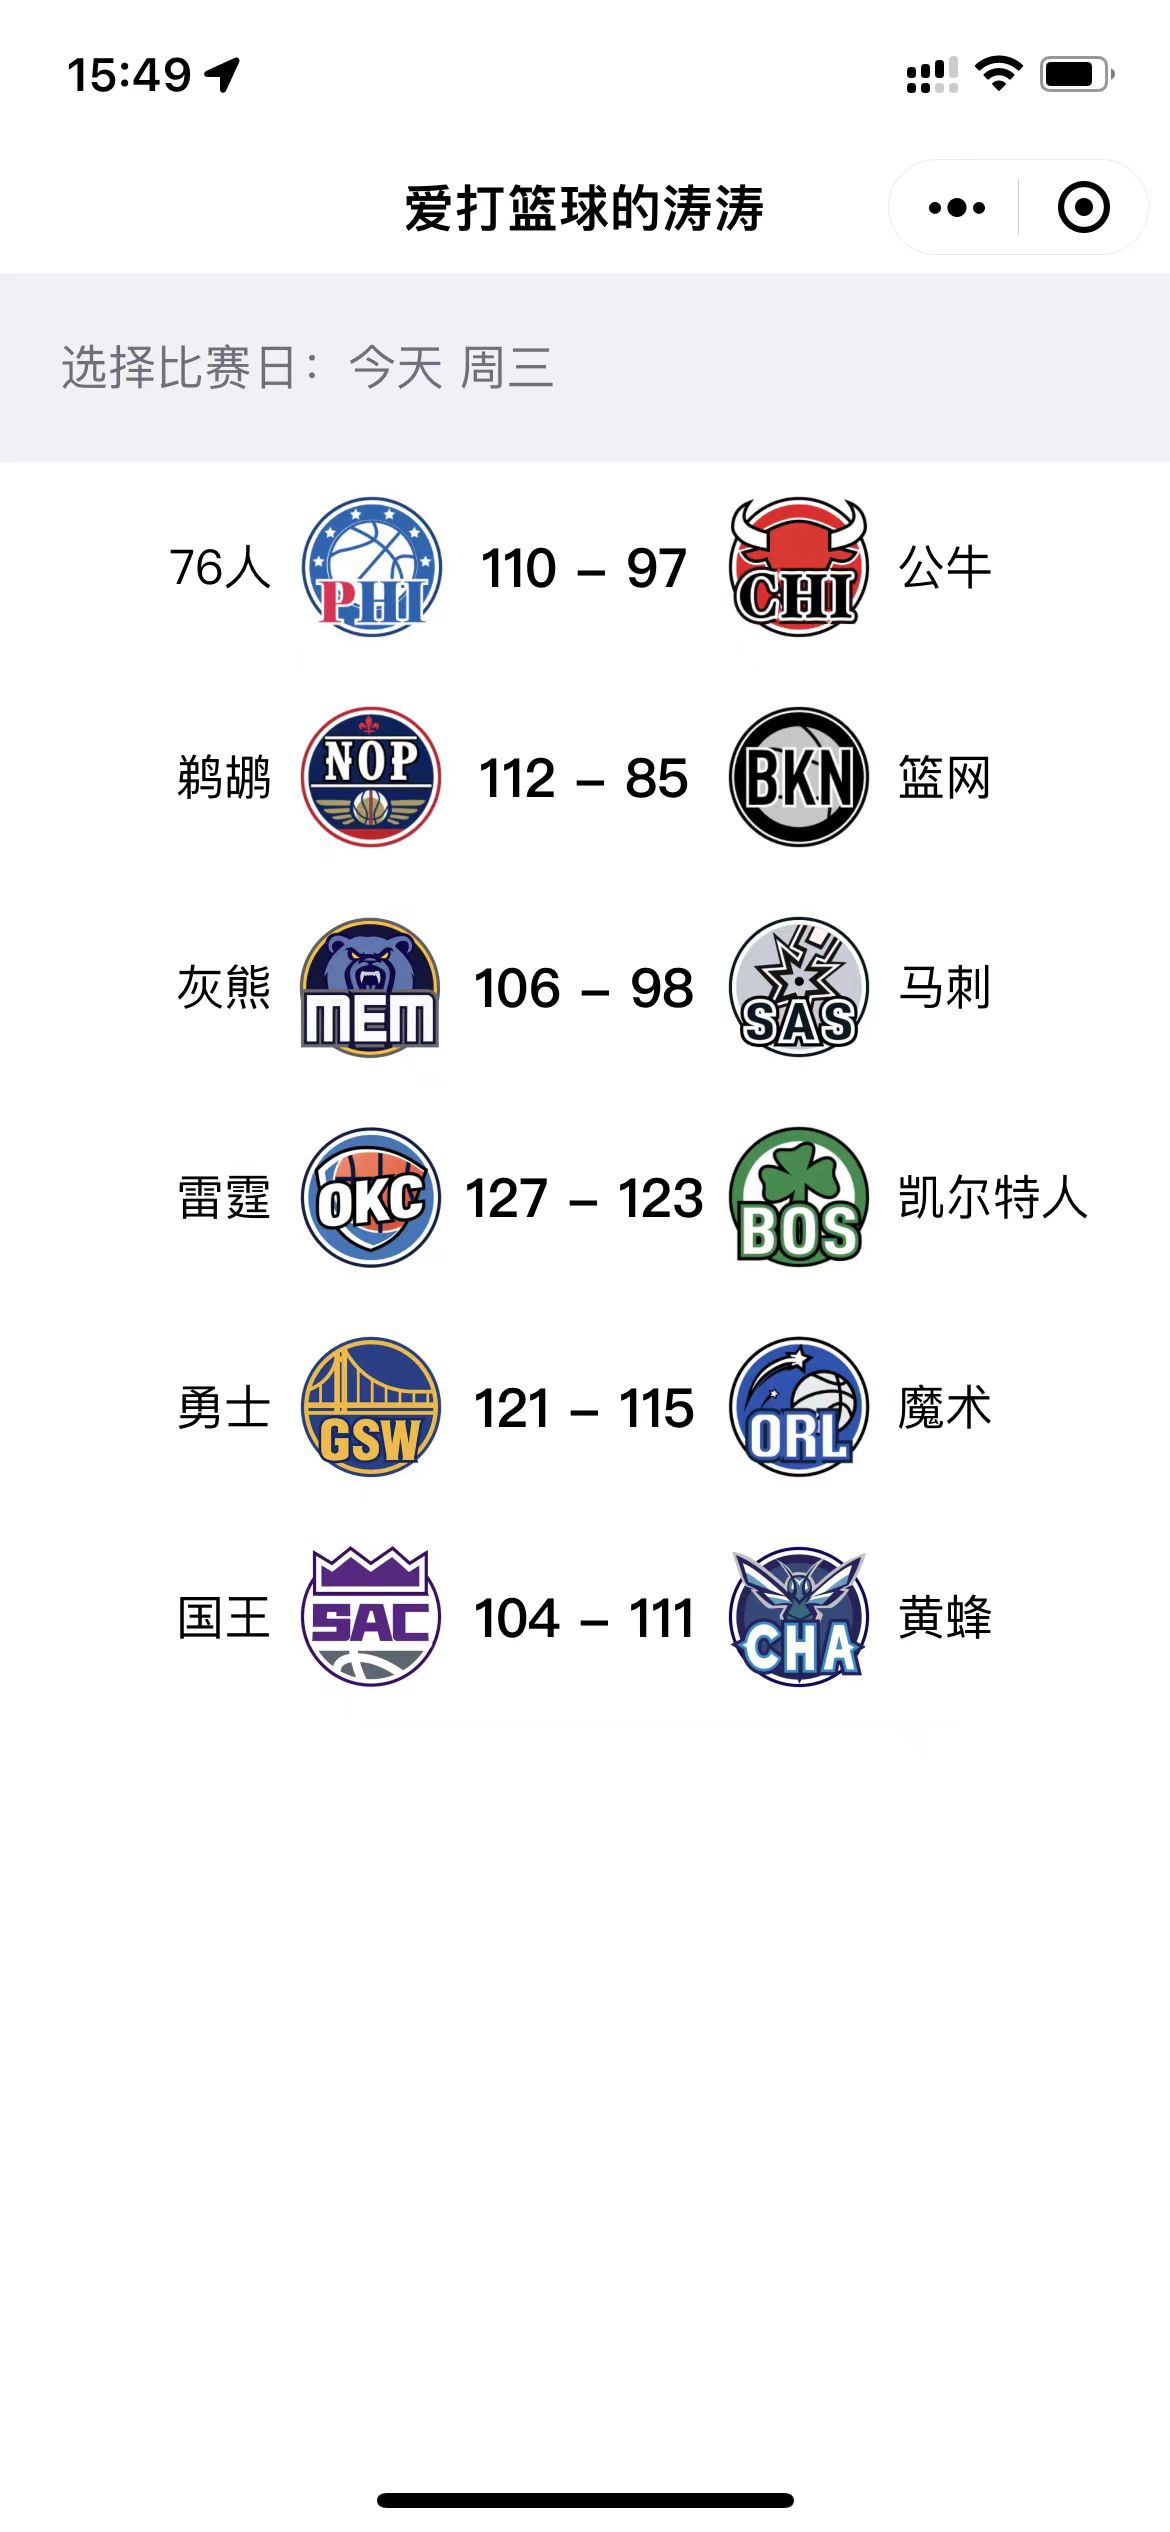 15:49
爱打篮球的涛涛
选择比赛日：今天 周三
76人 PHI 110 – 97 CHI 公牛
鹈鹕 NOP 112 – 85 BKN 篮网
灰熊 MEM 106 – 98 SAS 马刺
雷霆 OKC 127 – 123 BOS 凯尔特人
勇士 GSW 121 – 115 ORL 魔术
国王 SAC 104 – 111 CHA 黄蜂